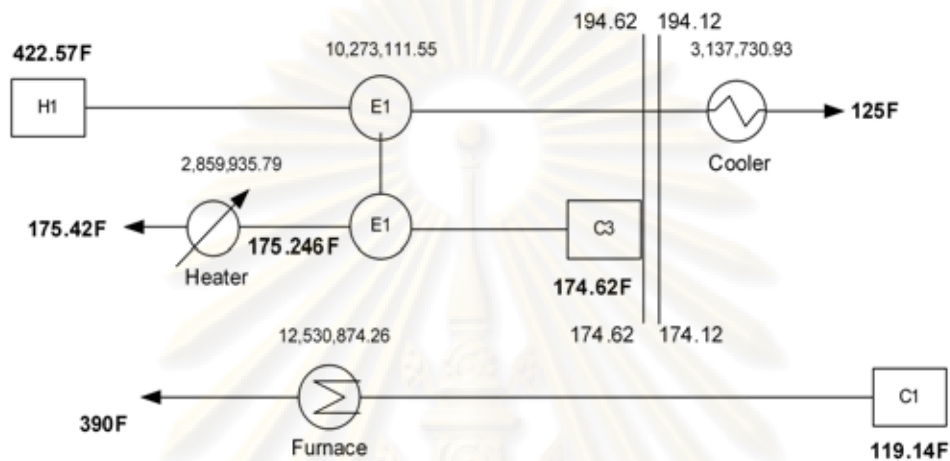 194.62 194.12
422.57F
10,273,111.55
3,137,730.93
H1
E1
125F
Cooler
2,859,935.79
175.42F
175.246 F
E1
C3
Heater
174.62F
174.62 174.12
12,530,874.26
390F
C1
Furnace
119.14F